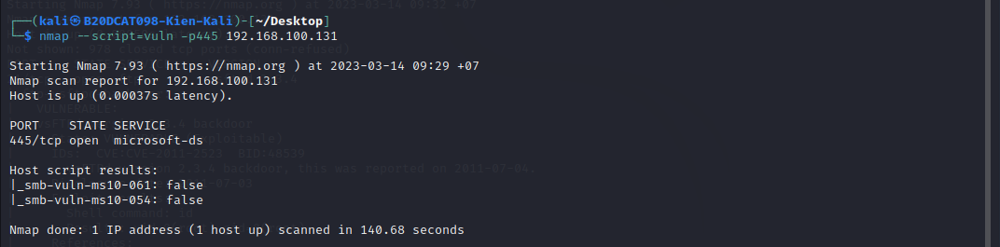 ┌──(kali㉿B20DCAT098-Kien-Kali)-[~/Desktop]
└─$ nmap --script=vuln -p445 192.168.100.131
Starting Nmap 7.93 ( https://nmap.org ) at 2023-03-14 09:29 +07
Nmap scan report for 192.168.100.131
Host is up (0.00037s latency).
PORT    STATE SERVICE
445/tcp open  microsoft-ds
Host script results:
|_smb-vuln-ms10-061: false
|_smb-vuln-ms10-054: false
Nmap done: 1 IP address (1 host up) scanned in 140.68 seconds